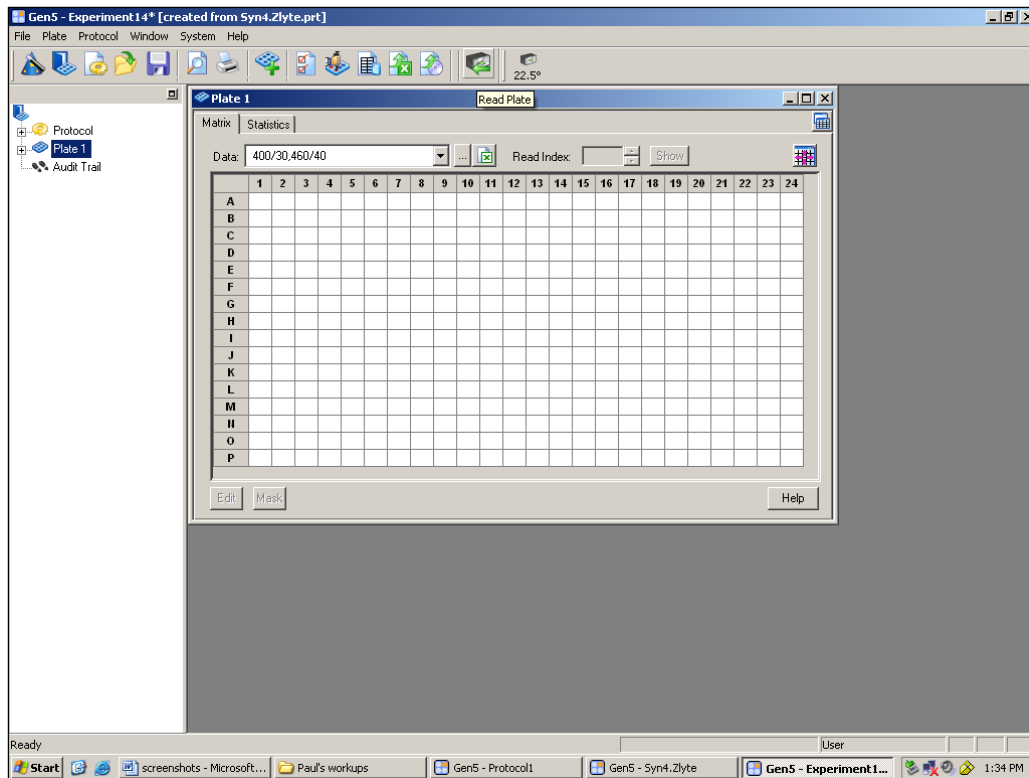 Gen5 - Experiment14* [created from Syn4.Zlyte.prt]
File Plate Protocol Window System Help
22.5°
Read Plate
Protocol
Plate 1
Audit Trail
Plate 1
Matrix Statistics
Data: 400/30,460/40 ... Read Index: Show
1 2 3 4 5 6 7 8 9 10 11 12 13 14 15 16 17 18 19 20 21 22 23 24
A
B
C
D
E
F
G
H
I
J
K
L
M
N
O
P
Edit Mask Help
Ready User
Start screenshots - Microsoft... Paul's workups Gen5 - Protocol1 Gen5 - Syn4.Zlyte Gen5 - Experiment1... 1:34 PM